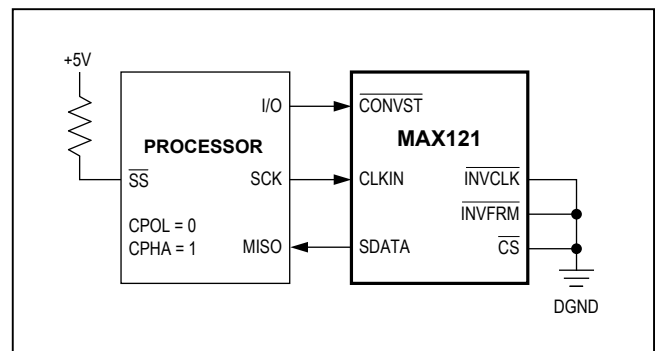 +5V
I/O
CONVST
PROCESSOR
MAX121
SS
SCK
CLKIN
INVCLK
INVFRM
CPOL = 0
CPHA = 1
MISO
SDATA
CS
DGND